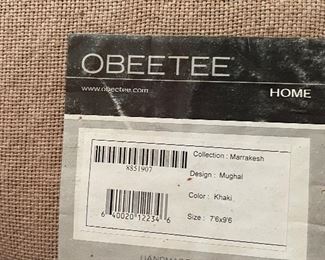 OBEETEE
www.obeetee.com HOME
Collection : Marrakesh
X851907
Design : Mughal
Color : Khaki
6 40020 12234 6
Size : 7'6x9'6